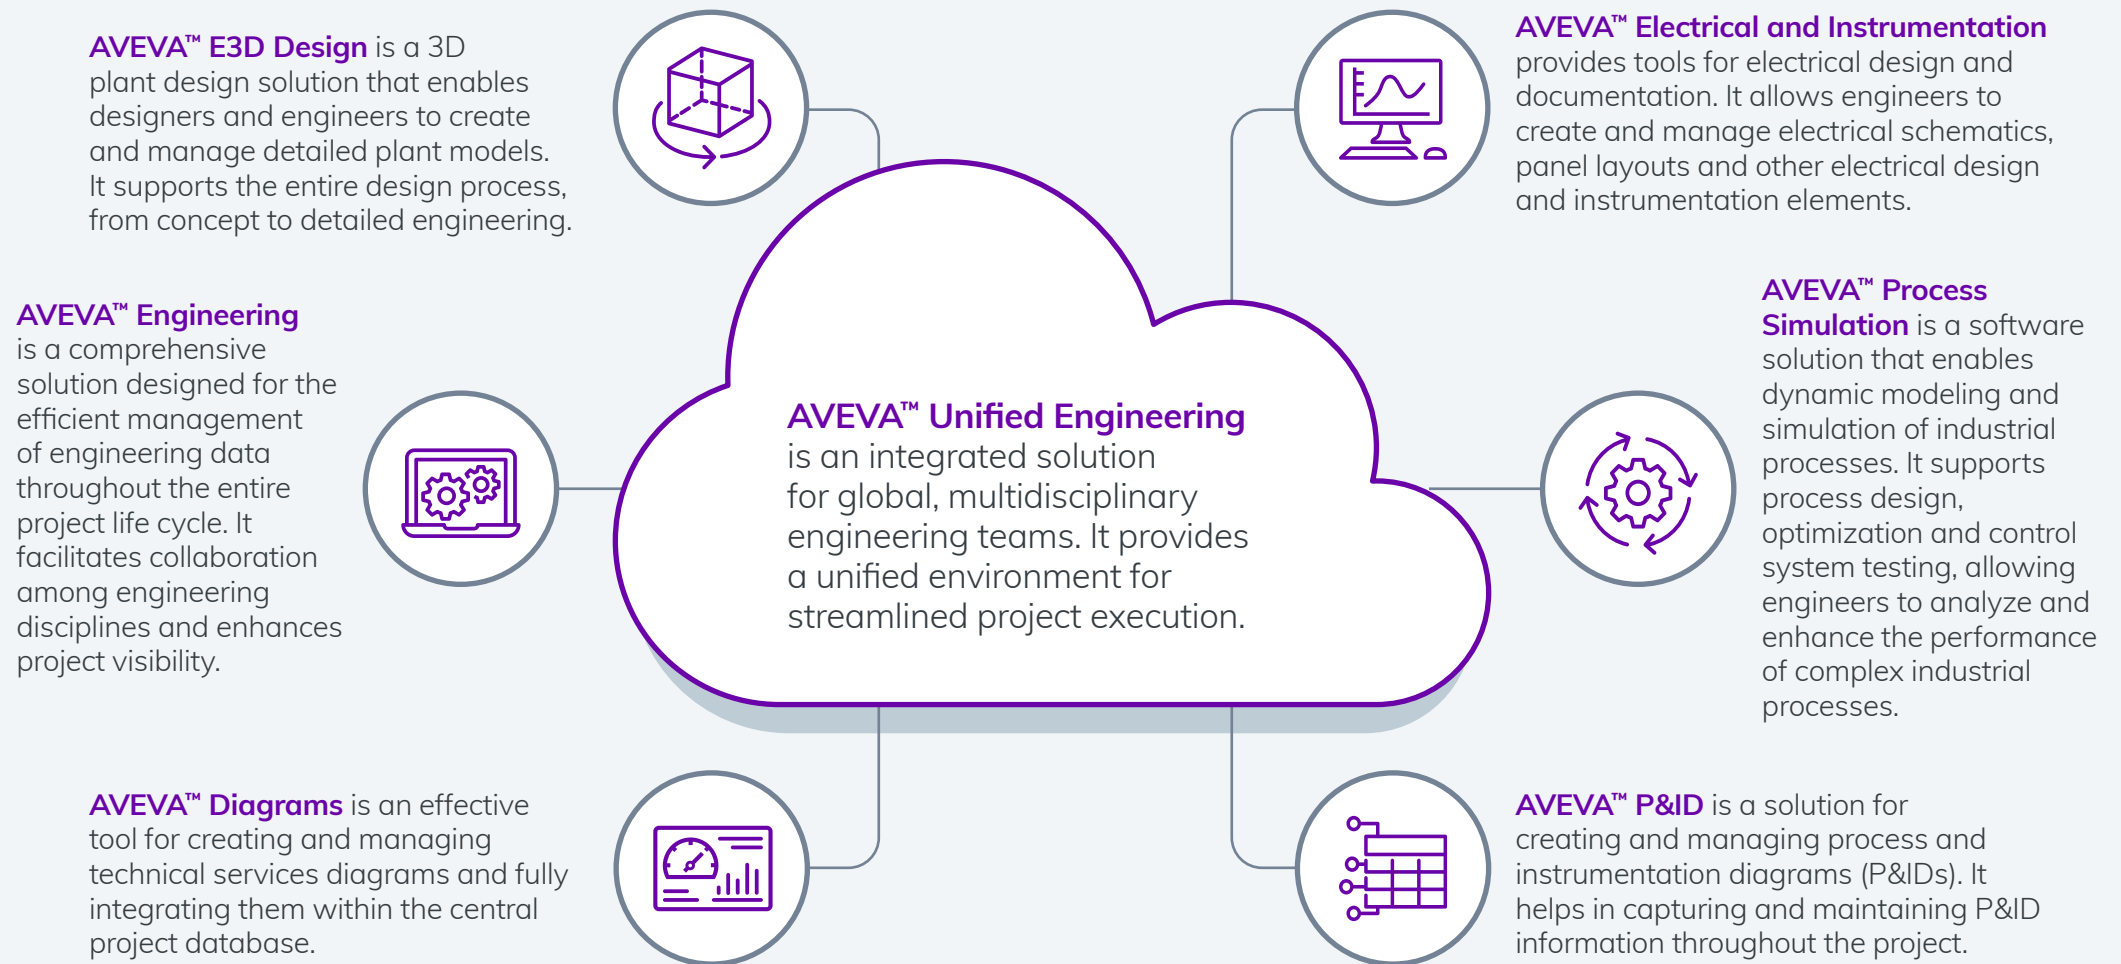 AVEVA™ E3D Design is a 3D
plant design solution that enables
designers and engineers to create
and manage detailed plant models.
It supports the entire design process,
from concept to detailed engineering.
AVEVA™ Electrical and Instrumentation
provides tools for electrical design and
documentation. It allows engineers to
create and manage electrical schematics,
panel layouts and other electrical design
and instrumentation elements.
AVEVA™ Engineering
is a comprehensive
solution designed for the
efficient management
of engineering data
throughout the entire
project life cycle. It
facilitates collaboration
among engineering
disciplines and enhances
project visibility.
AVEVA™ Unified Engineering
is an integrated solution
for global, multidisciplinary
engineering teams. It provides
a unified environment for
streamlined project execution.
AVEVA™ Process
Simulation is a software
solution that enables
dynamic modeling and
simulation of industrial
processes. It supports
process design,
optimization and control
system testing, allowing
engineers to analyze and
enhance the performance
of complex industrial
processes.
AVEVA™ Diagrams is an effective
tool for creating and managing
technical services diagrams and fully
integrating them within the central
project database.
AVEVA™ P&ID is a solution for
creating and managing process and
instrumentation diagrams (P&IDs). It
helps in capturing and maintaining P&ID
information throughout the project.